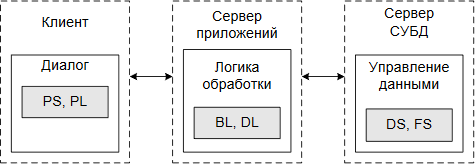 Клиент
Диалог
PS, PL
Сервер
приложений
Логика
обработки
BL, DL
Сервер
СУБД
Управление
данными
DS, FS